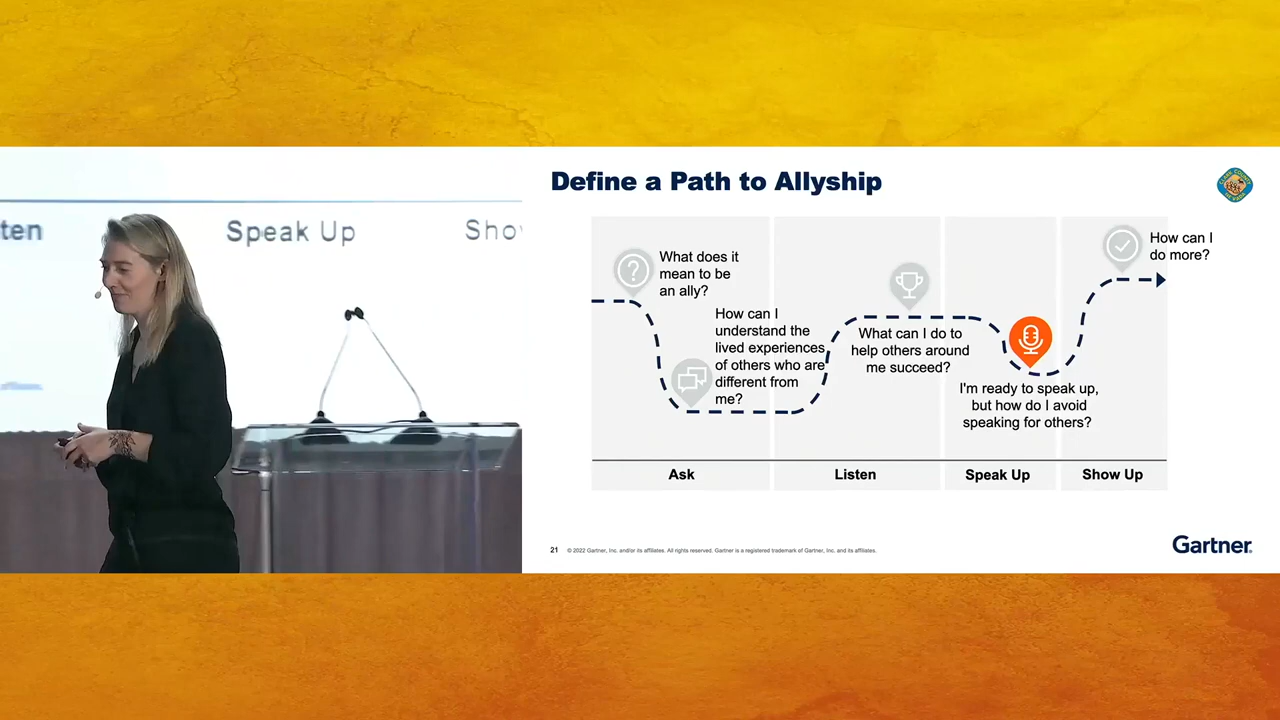 ten
Speak Up
Sho
Define a Path to Allyship
What does it
mean to be
an ally?
How can I
understand the
lived experiences
of others who are
different from
me?
What can I do to
help others around
me succeed?
I'm ready to speak up,
but how do I avoid
speaking for others?
How can I
do more?
Ask
Listen
Speak Up
Show Up
21
© 2022 Gartner, Inc. and/or its affiliates. All rights reserved. Gartner is a registered trademark of Gartner, Inc. and its affiliates.
Gartner®